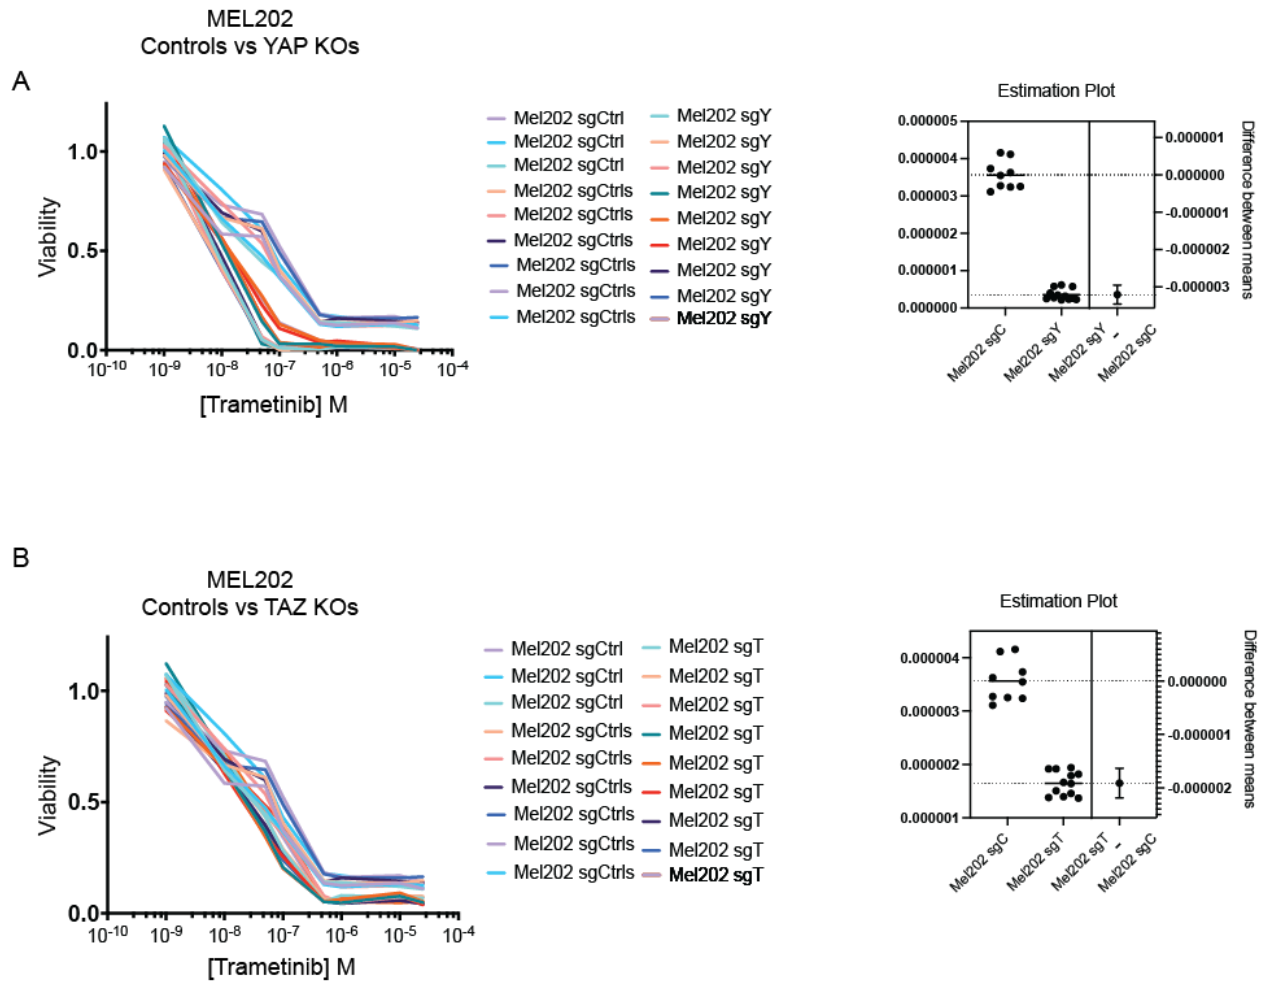 MEL202
Controls vs YAP KOs
A
Viability
1.0
0.5
0.0
10-10
10-9
10-8
10-7
10-6
10-5
10-4
[Trametinib] M
Mel202 sgCtrl
Mel202 sgCtrl
Mel202 sgCtrl
Mel202 sgCtrls
Mel202 sgCtrls
Mel202 sgCtrls
Mel202 sgCtrls
Mel202 sgCtrls
Mel202 sgCtrls
Mel202 sgY
Mel202 sgY
Mel202 sgY
Mel202 sgY
Mel202 sgY
Mel202 sgY
Mel202 sgY
Mel202 sgY
Mel202 sgY
Estimation Plot
0.000005
0.000004
0.000003
0.000002
0.000001
0.000000
0.000001
0.000000
-0.000001
-0.000002
-0.000003
Difference between means
Mel202 sgC
Mel202 sgY
Mel202 sgY
-
Mel202 sgC
B
MEL202
Controls vs TAZ KOs
Viability
1.0
0.5
0.0
10-10
10-9
10-8
10-7
10-6
10-5
10-4
[Trametinib] M
Mel202 sgCtrl
Mel202 sgCtrl
Mel202 sgCtrl
Mel202 sgCtrls
Mel202 sgCtrls
Mel202 sgCtrls
Mel202 sgCtrls
Mel202 sgCtrls
Mel202 sgCtrls
Mel202 sgT
Mel202 sgT
Mel202 sgT
Mel202 sgT
Mel202 sgT
Mel202 sgT
Mel202 sgT
Mel202 sgT
Mel202 sgT
Estimation Plot
0.000004
0.000003
0.000002
0.000001
0.000000
-0.000001
-0.000002
Difference between means
Mel202 sgC
Mel202 sgT
Mel202 sgT
-
Mel202 sgC